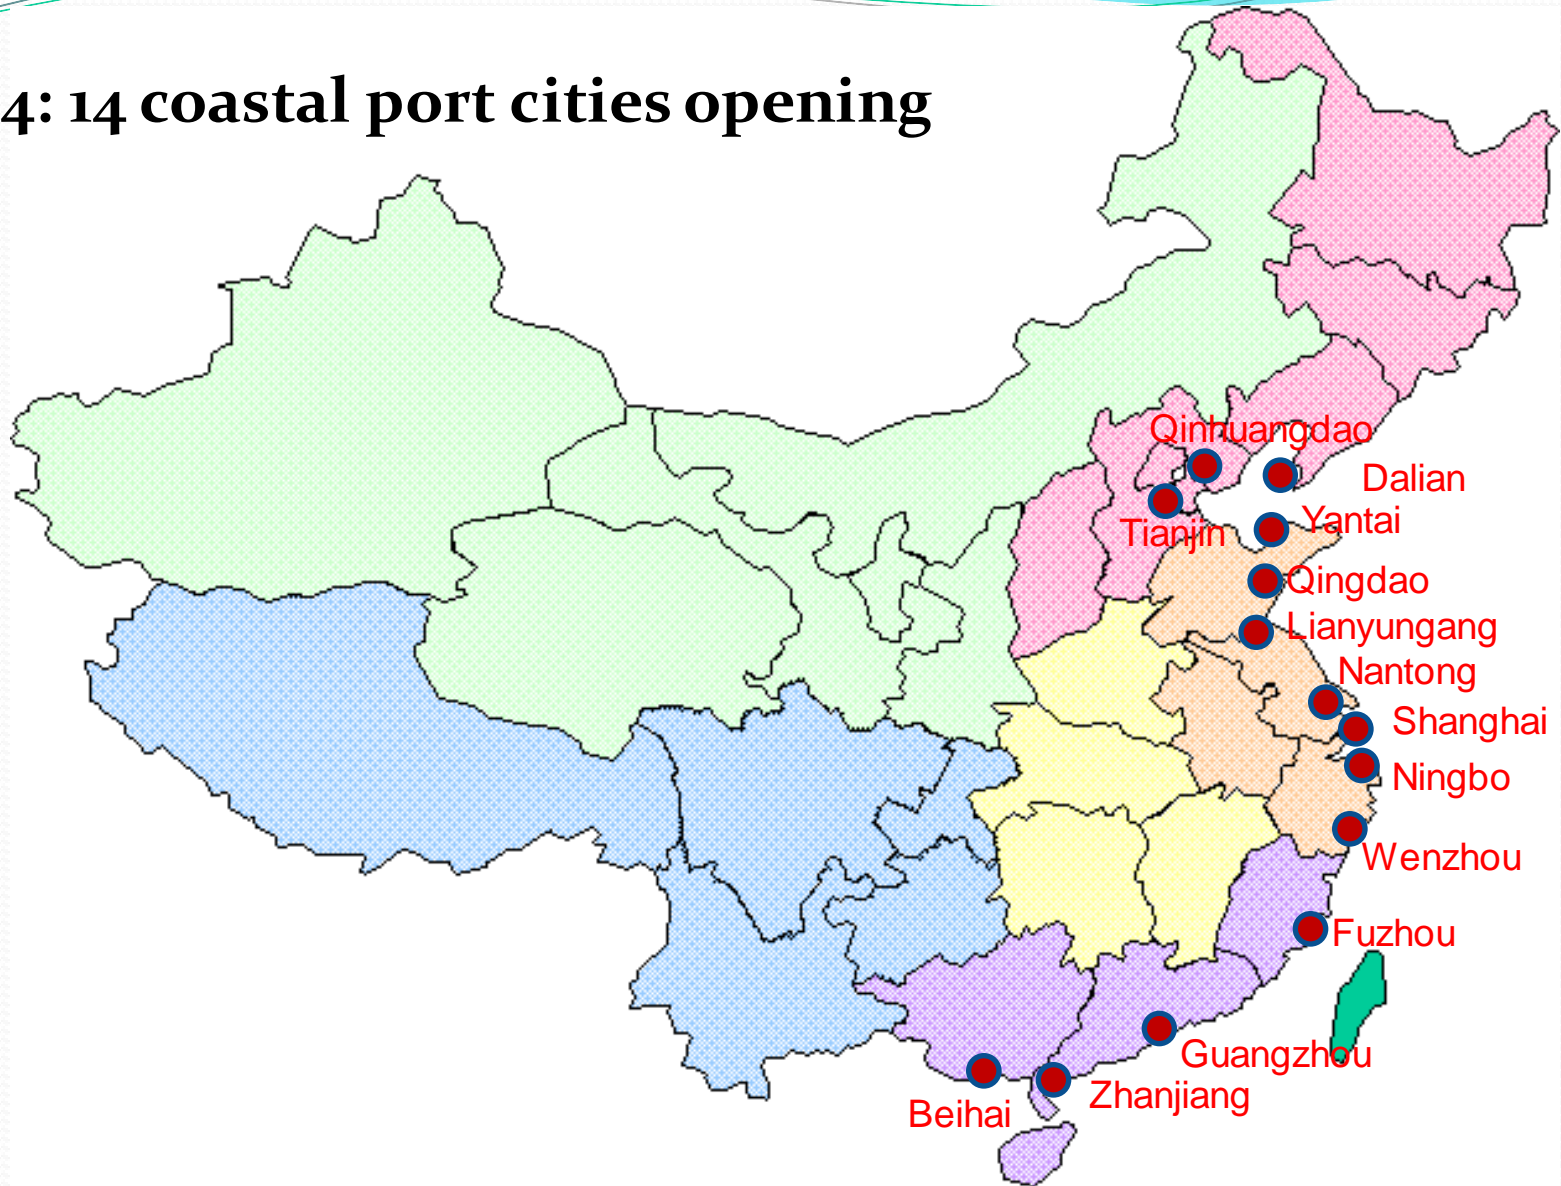 4: 14 coastal port cities opening
Qinhuangdao
Dalian
Yantai
Tianjin
Qingdao
Lianyungang
Nantong
Shanghai
Ningbo
Wenzhou
Fuzhou
Guangzhou
Zhanjiang
Beihai